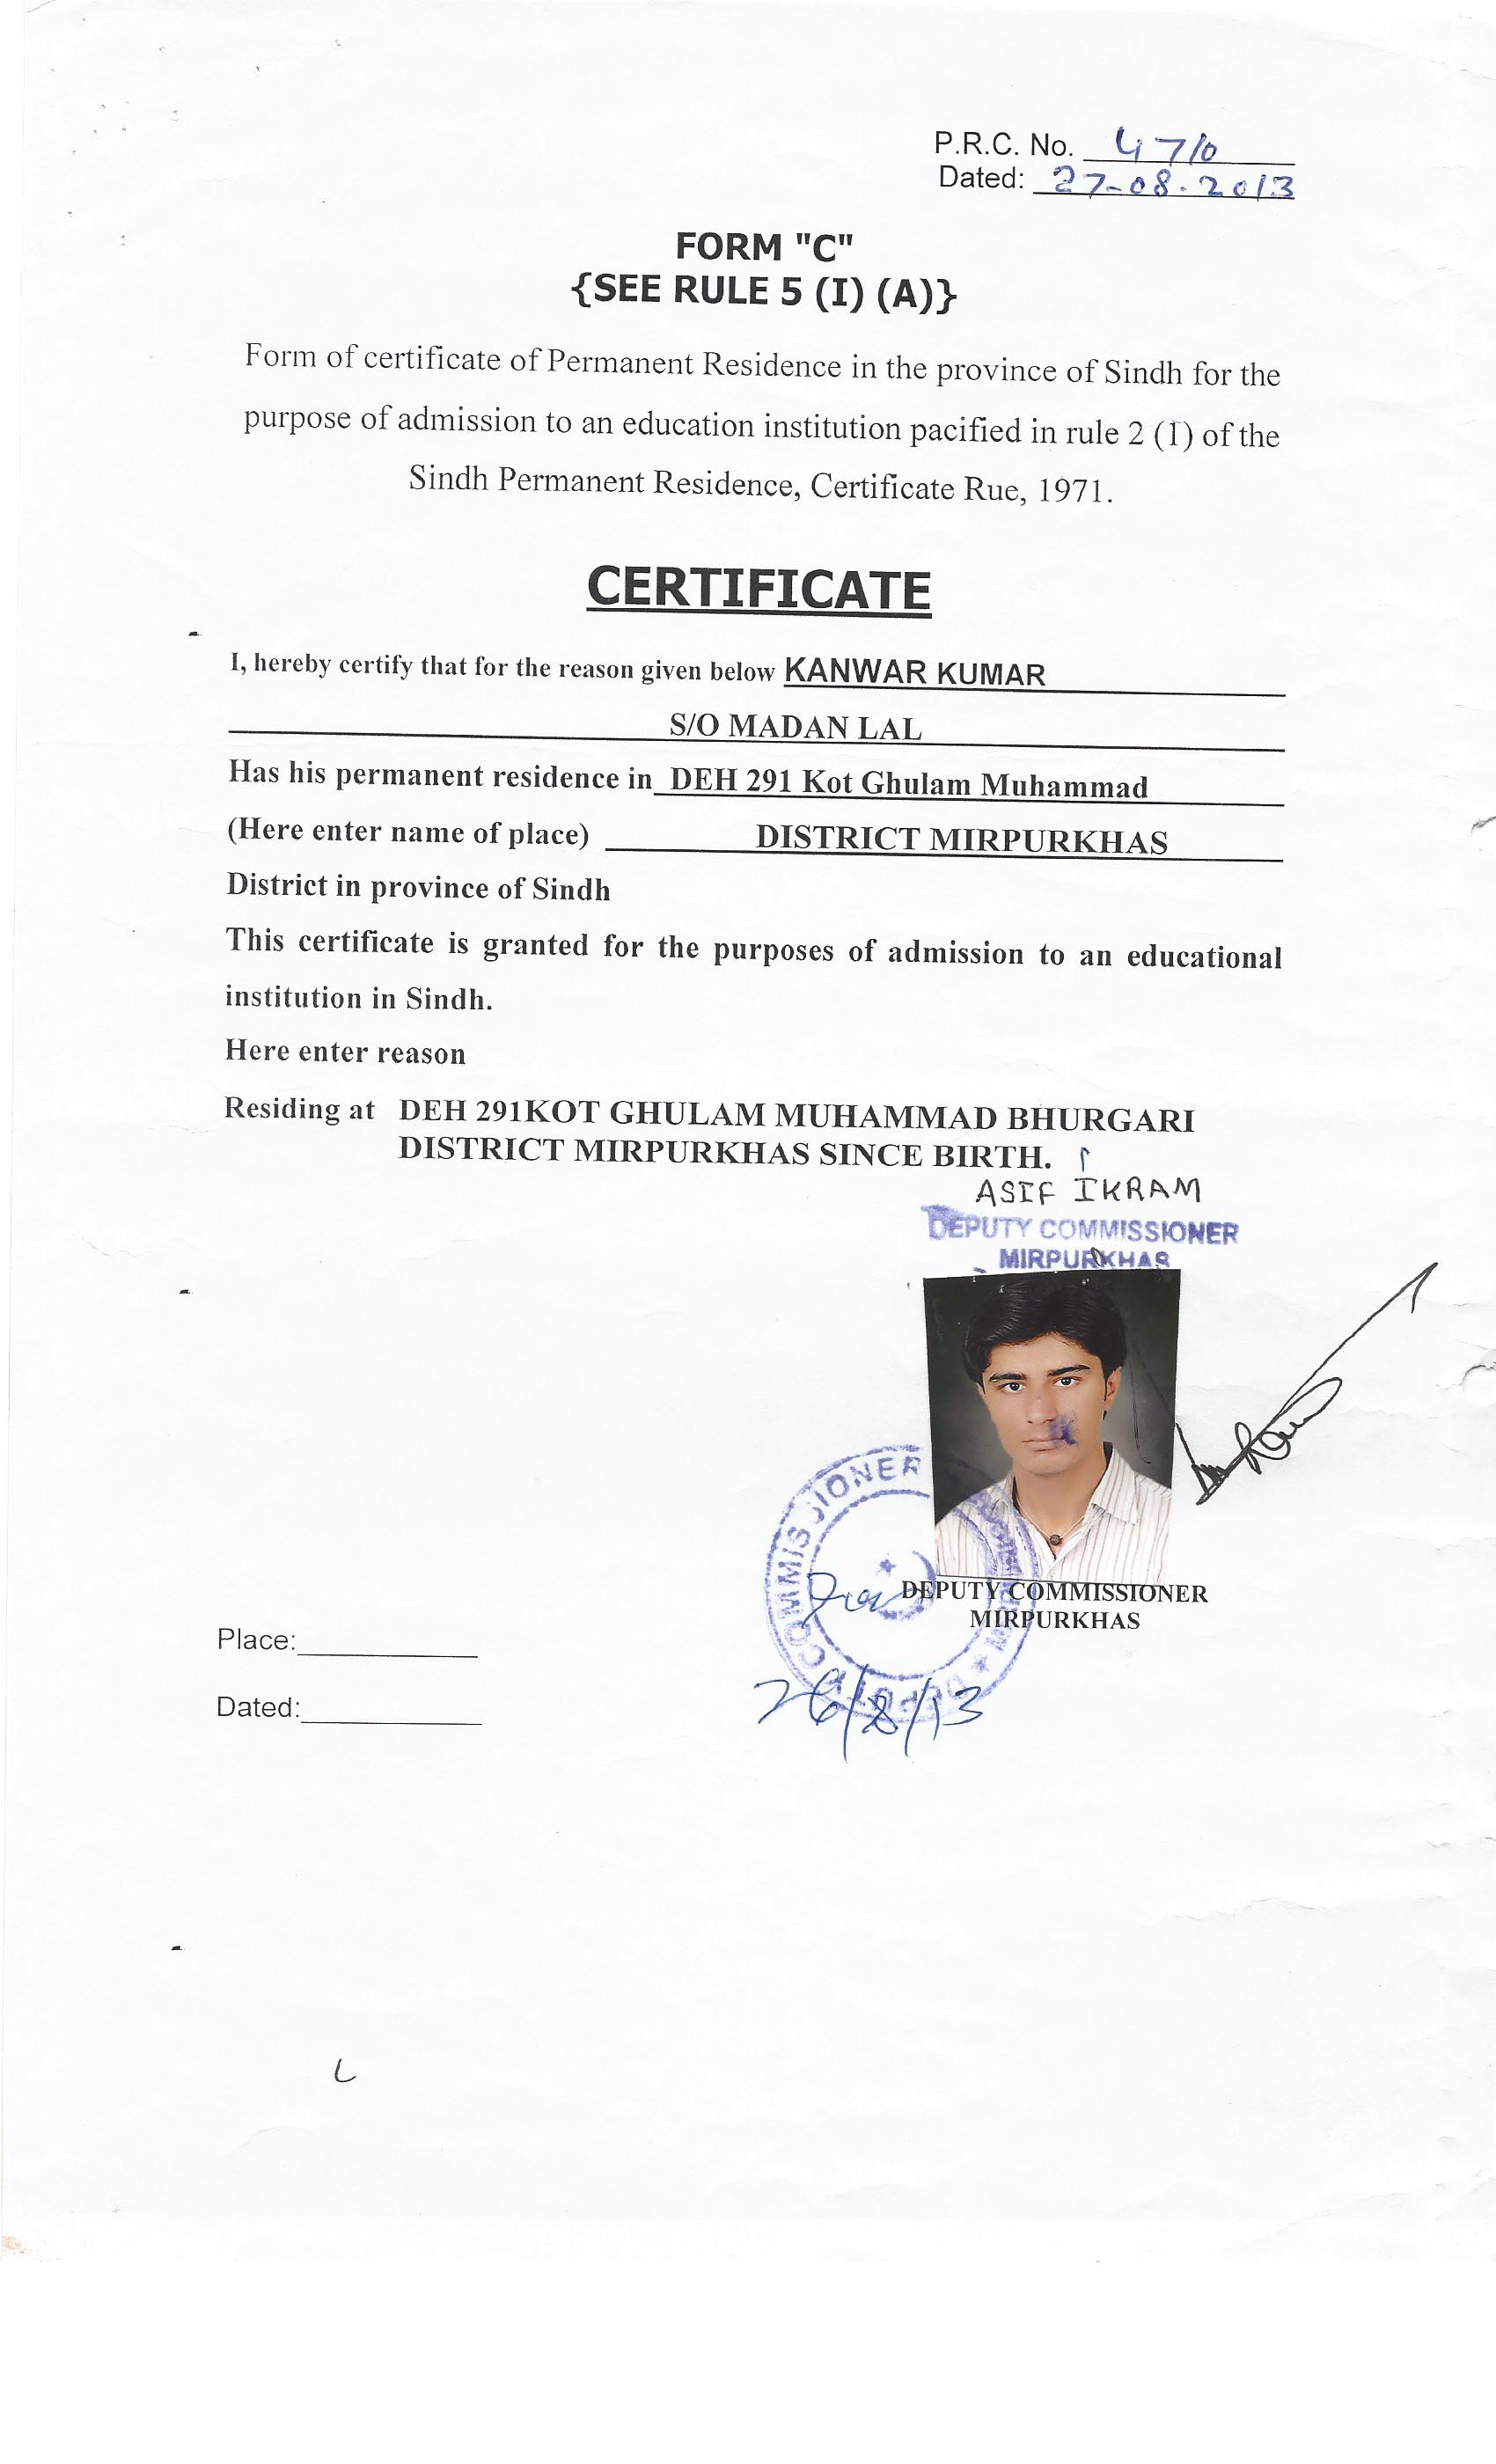 P.R.C. No. 4710
Dated: 27-08-2013
FORM "C"
{SEE RULE 5 (I) (A)}
Form of certificate of Permanent Residence in the province of Sindh for the
purpose of admission to an education institution pacified in rule 2 (1) of the
Sindh Permanent Residence, Certificate Rue, 1971.
CERTIFICATE
I, hereby certify that for the reason given below KANWAR KUMAR
S/O MADAN LAL
Has his permanent residence in DEH 291 Kot Ghulam Muhammad
(Here enter name of place) DISTRICT MIRPURKHAS
District in province of Sindh
This certificate is granted for the purposes of admission to an educational
institution in Sindh.
Here enter reason
Residing at DEH 291KOT GHULAM MUHAMMAD BHURGARI
DISTRICT MIRPURKHAS SINCE BIRTH.
ASIF IKRAM
DEPUTY COMMISSIONER
MIRPURKHAS
DEPUTY COMMISSIONER
DEPUTY COMMISSIONER
MIRPURKHAS
Place:
26/8/13
Dated: